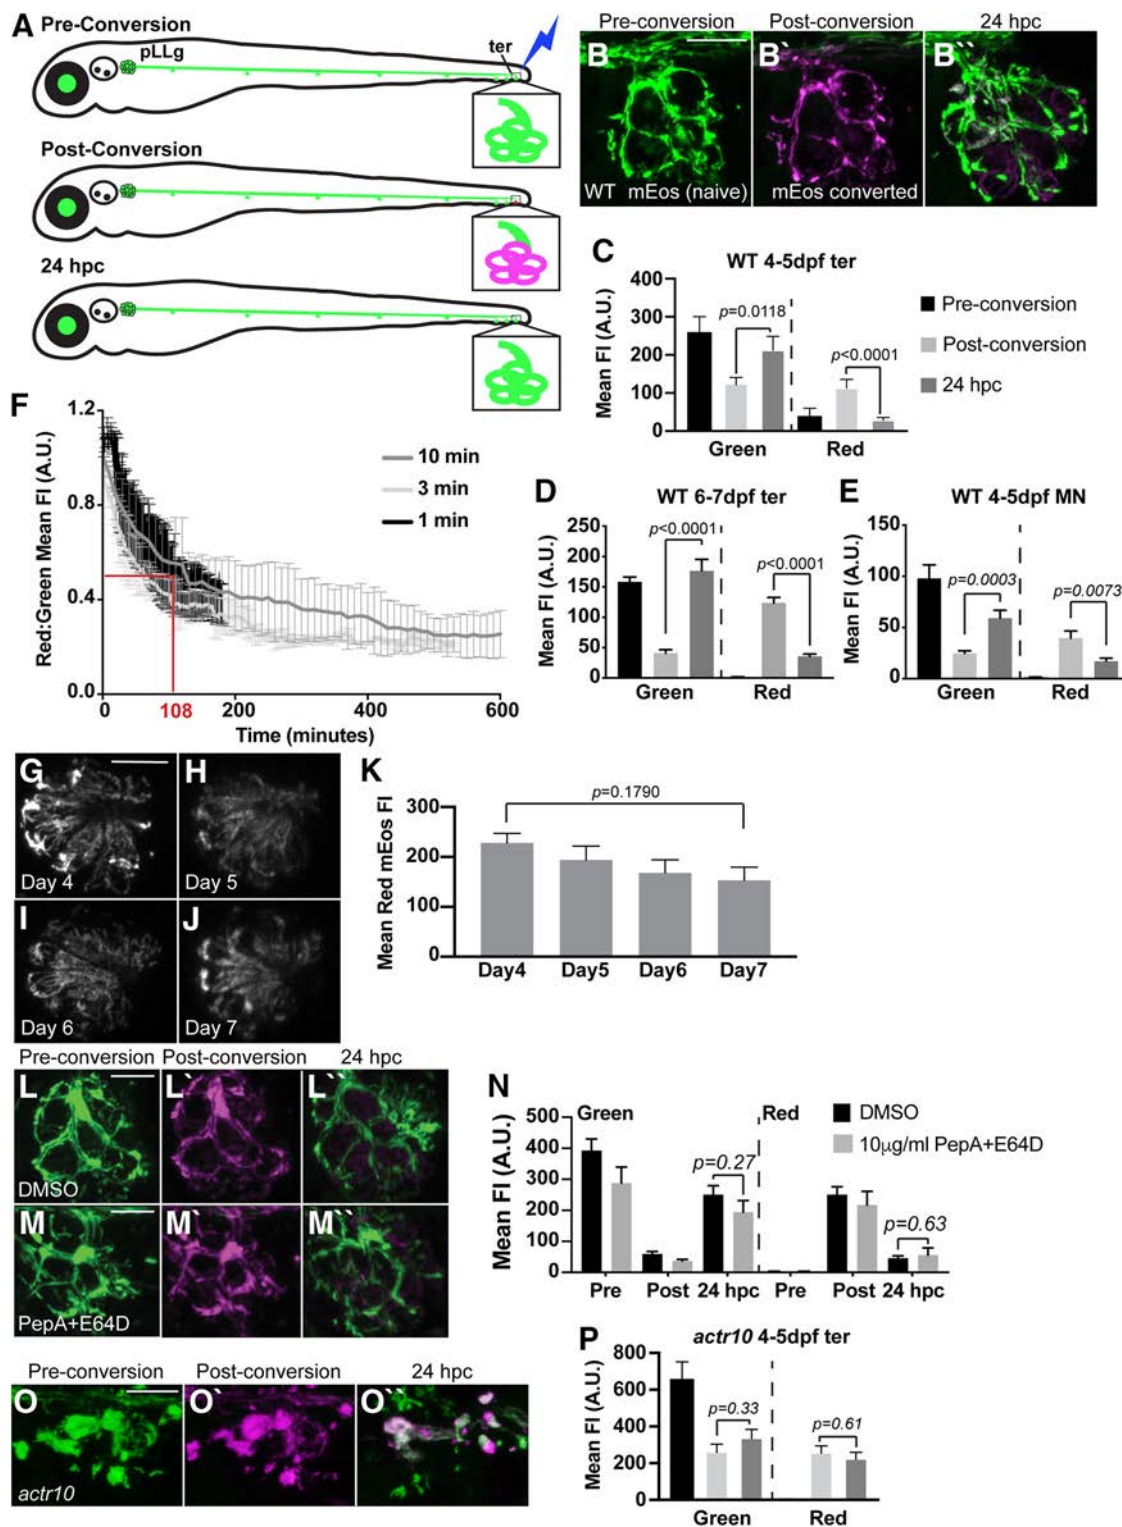 A
Pre-Conversion
pLLg
ter
Post-Conversion
24 hpc
Pre-conversion
Post-conversion
24 hpc
B
B`
B``
WT mEos (naive)
mEos converted
C
WT 4-5dpf ter
Mean FI (A.U.)
400
300
200
100
0
p=0.0118
p<0.0001
Green
Red
Pre-conversion
Post-conversion
24 hpc
F
Red:Green Mean FI (A.U.)
1.2
0.8
0.4
0.0
10 min
3 min
1 min
0
108
200
400
600
Time (minutes)
D
WT 6-7dpf ter
Mean FI (A.U.)
250
200
150
100
50
0
p<0.0001
p<0.0001
Green
Red
E
WT 4-5dpf MN
Mean FI (A.U.)
150
100
50
0
p=0.0003
p=0.0073
Green
Red
G
Day 4
H
Day 5
I
Day 6
J
Day 7
K
Mean Red mEos FI
300
200
100
0
p=0.1790
Day4
Day5
Day6
Day7
Pre-conversion
Post-conversion
24 hpc
L
L`
L``
DMSO
M
M`
M``
PepA+E64D
N
Mean FI (A.U.)
500
400
300
200
100
0
Green
Red
DMSO
10µg/ml PepA+E64D
p=0.27
p=0.63
Pre
Post
24 hpc
Pre
Post
24 hpc
Pre-conversion
Post-conversion
24 hpc
O
O`
O``
actr10
P
actr10 4-5dpf ter
Mean FI (A.U.)
800
600
400
200
0
p=0.33
p=0.61
Green
Red